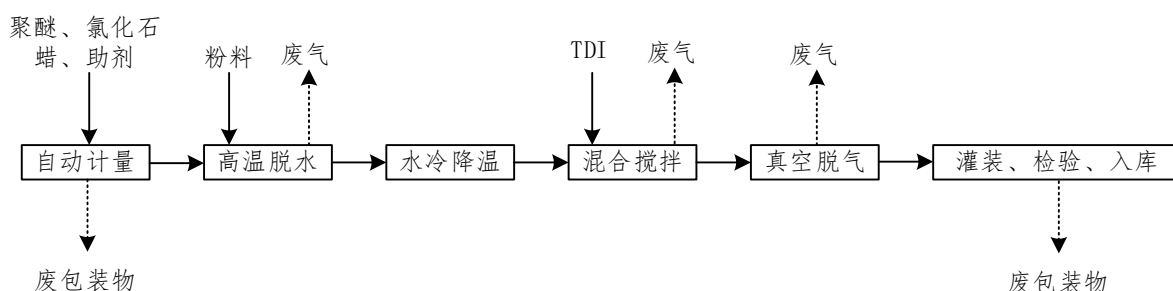 聚醚、氯化石
蜡、助剂
粉料
废气
TDI
废气
废气
自动计量
高温脱水
水冷降温
混合搅拌
真空脱气
灌装、检验、入库
废包装物
废包装物